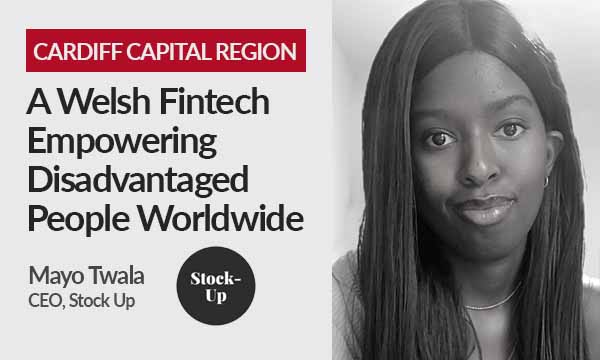 CARDIFF CAPITAL REGION
A Welsh Fintech
Empowering
Disadvantaged
People Worldwide
Mayo Twala
CEO, Stock Up
Stock-
Up